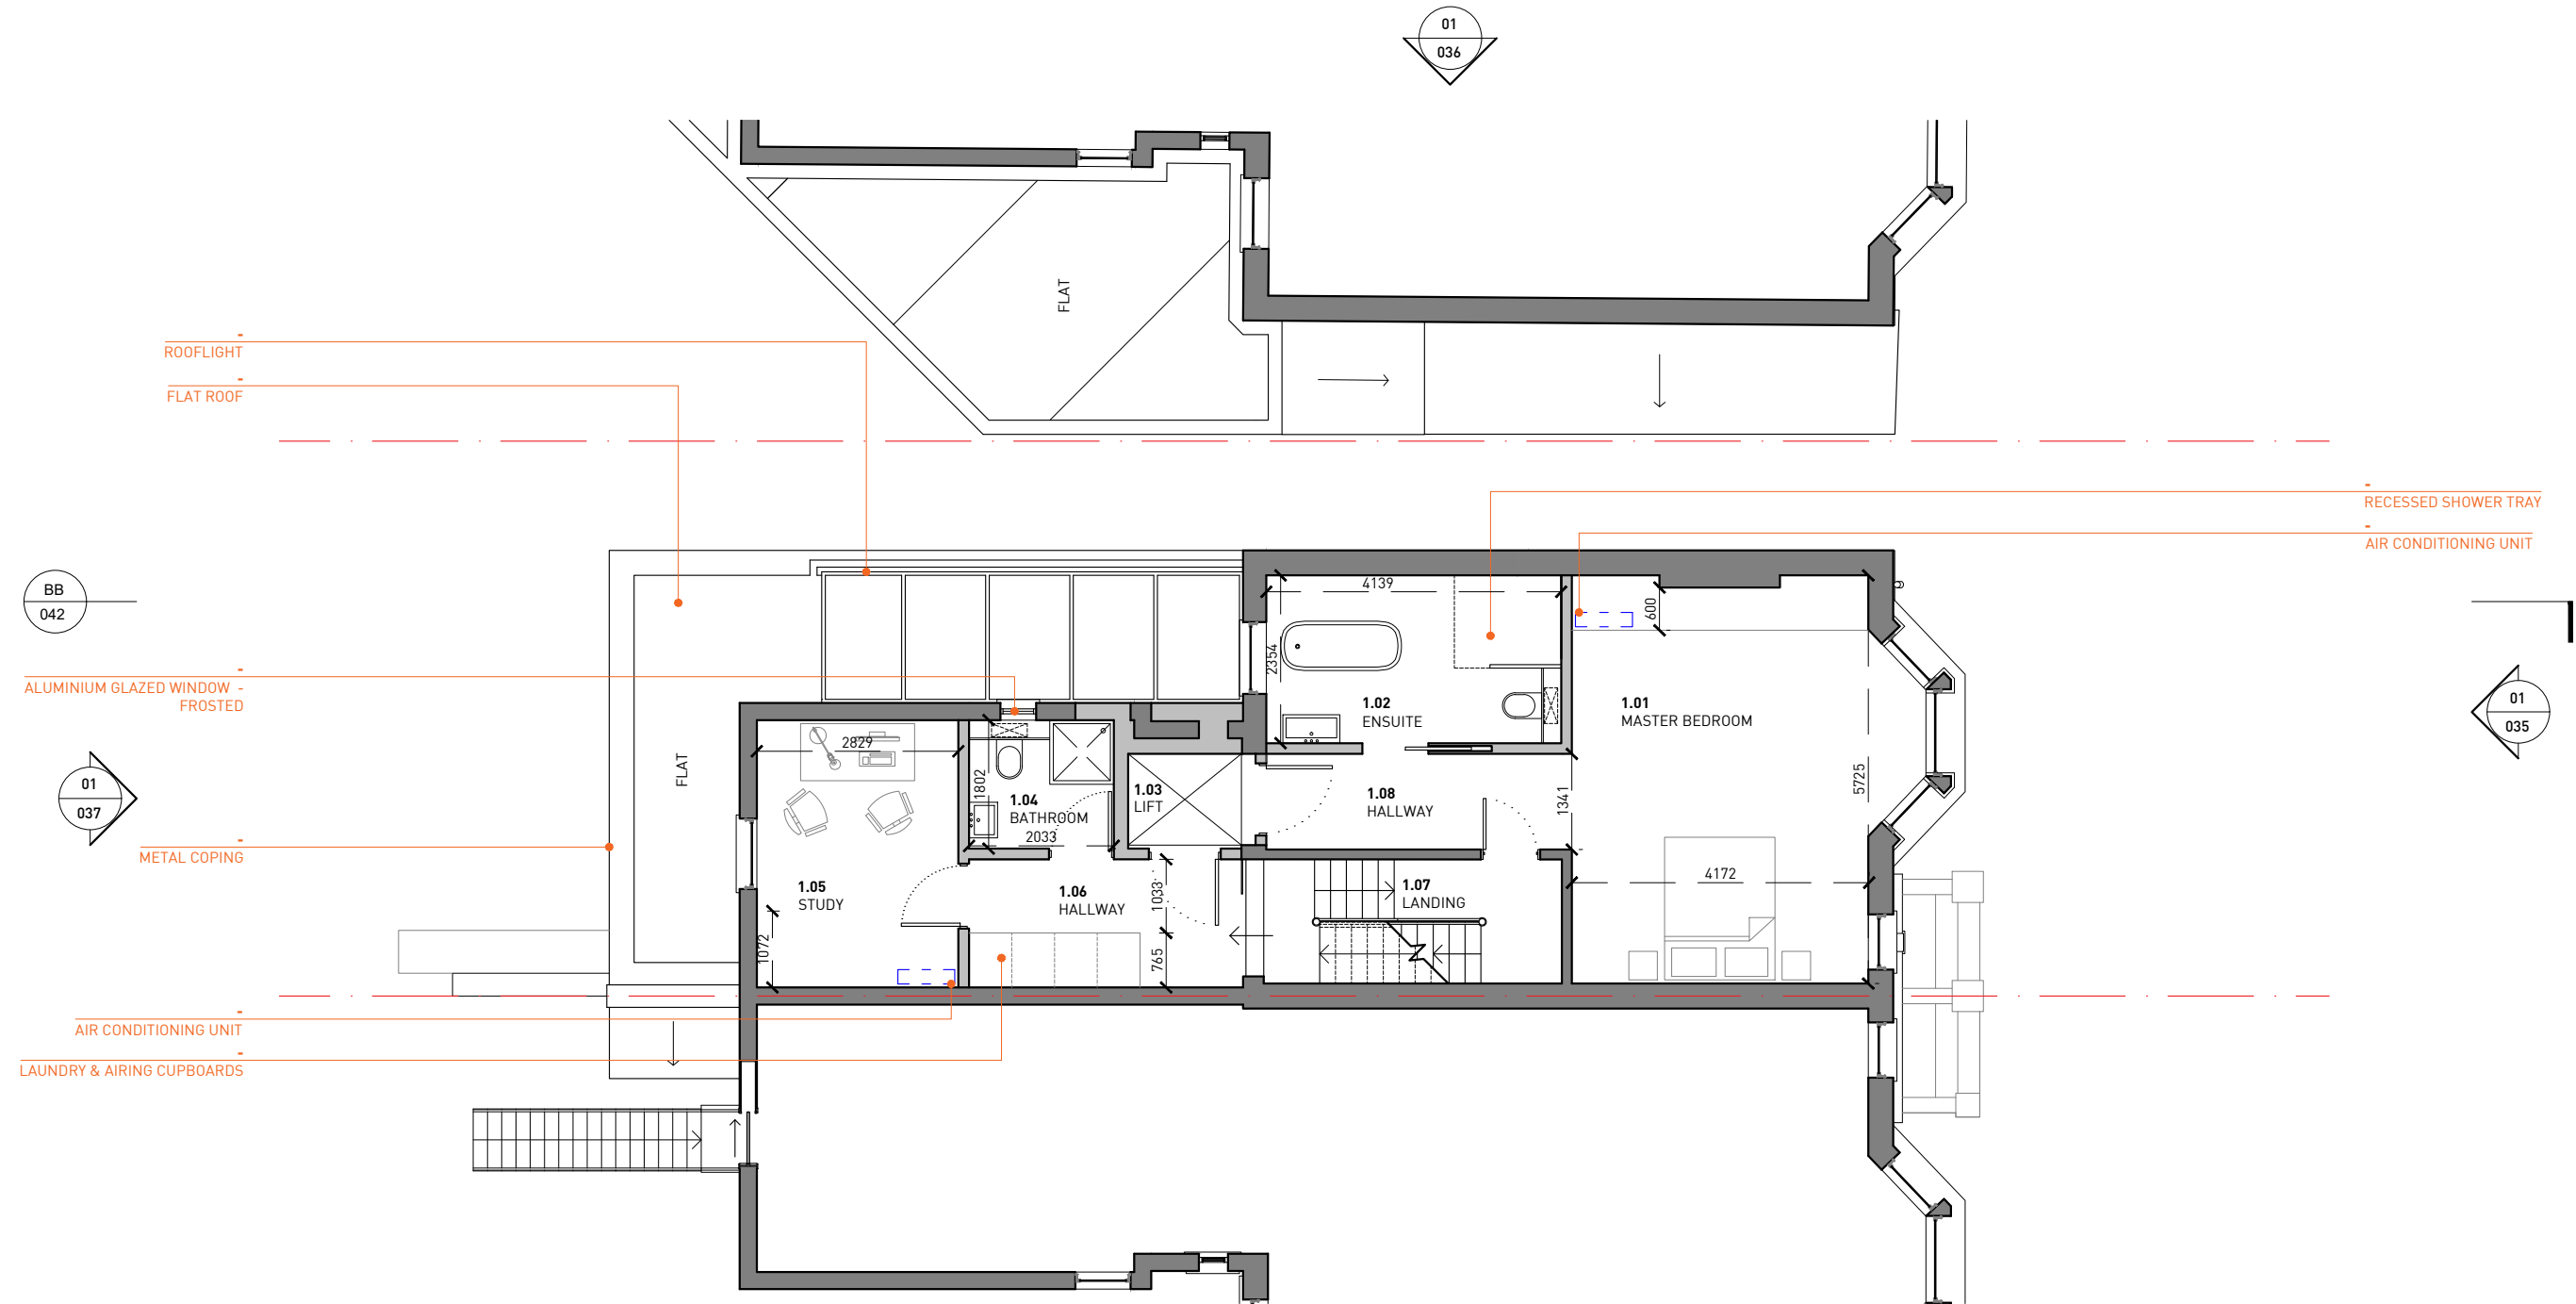 01
036
FLAT
-
ROOFLIGHT
-
FLAT ROOF
-
RECESSED SHOWER TRAY
-
AIR CONDITIONING UNIT
BB
042
4139
600
2354
-
ALUMINIUM GLAZED WINDOW -
FROSTED
1.02
ENSUITE
1.01
MASTER BEDROOM
01
035
2829
FLAT
01
037
1802
1.04
BATHROOM
2033
1.03
LIFT
1.08
HALLWAY
1341
5725
-
METAL COPING
1.05
STUDY
1.06
HALLWAY
1033
1.07
LANDING
4172
1072
765
-
AIR CONDITIONING UNIT
-
LAUNDRY & AIRING CUPBOARDS